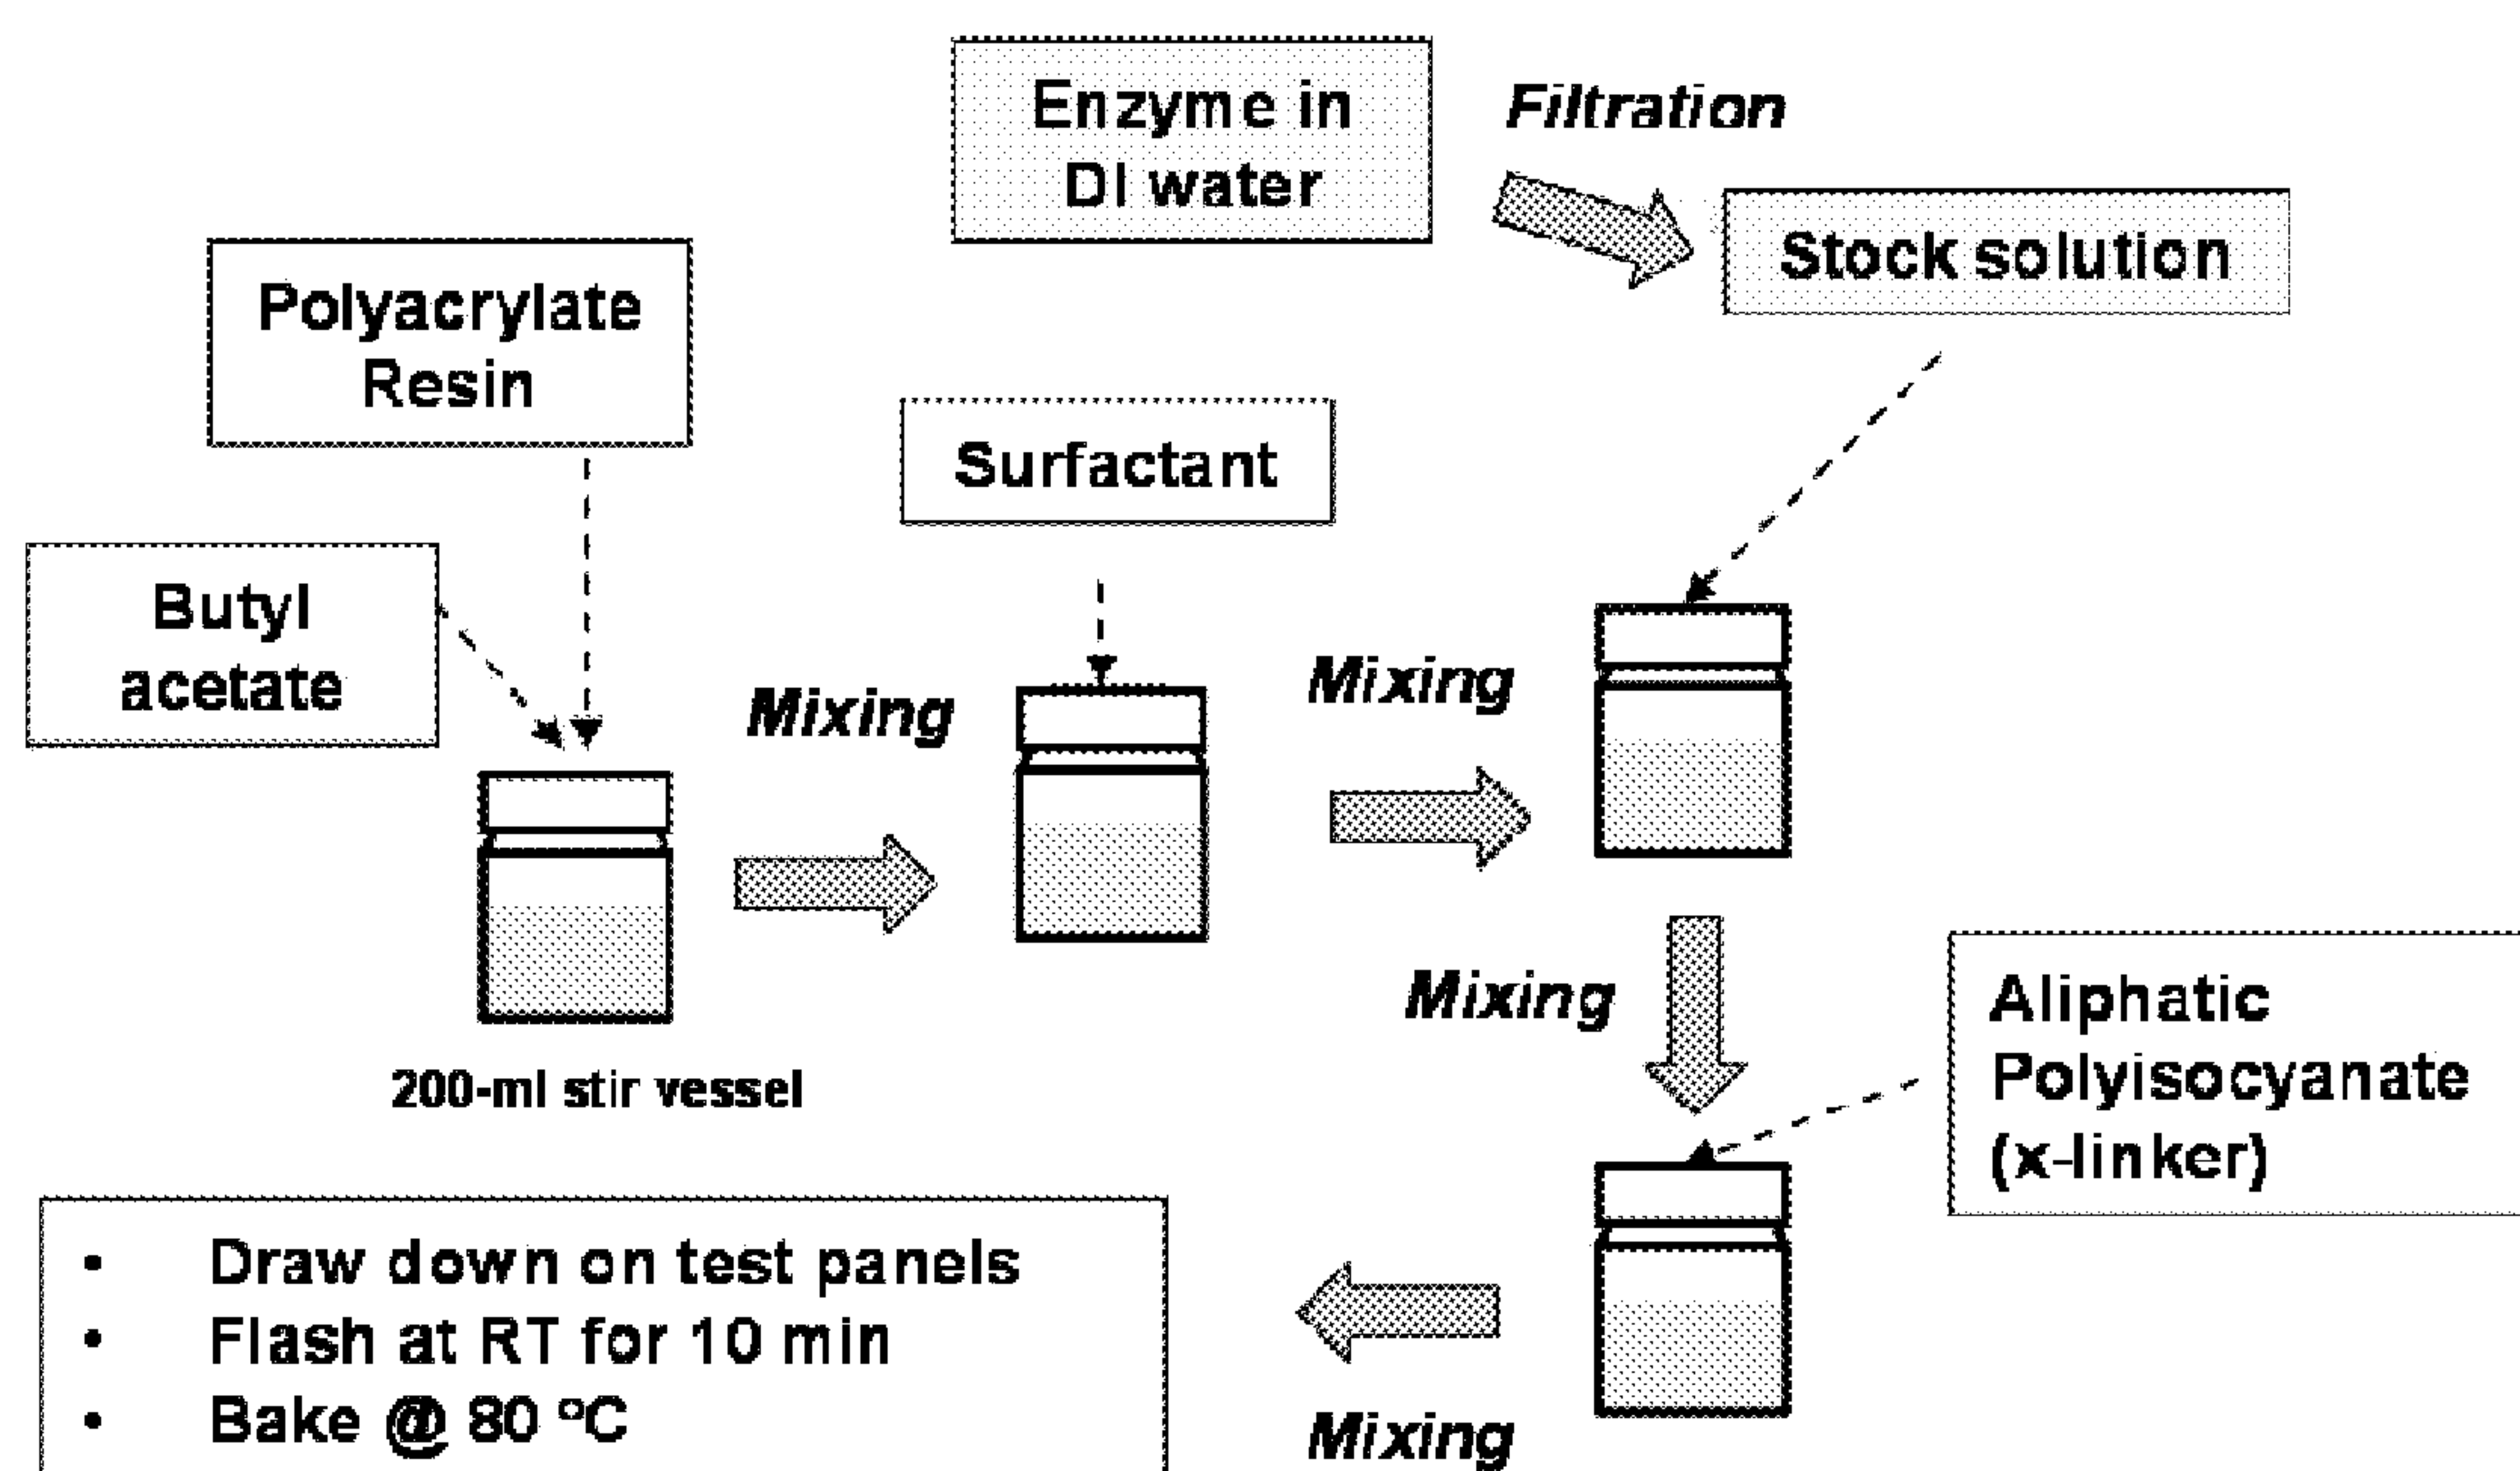 Enzyme in
DI water
Filtration
Stock solution
Polyacrylate
Resin
Surfactant
Butyl
acetate
Mixing
Mixing
200-ml stir vessel
Mixing
Aliphatic
Polyisocyanate
(x-linker)
• Draw down on test panels
• Flash at RT for 10 min
• Bake @ 80 °C
Mixing